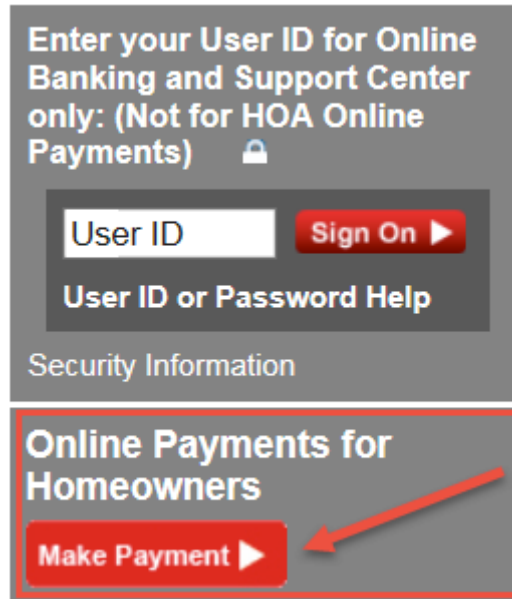 Enter your User ID for Online
Banking and Support Center
only: (Not for HOA Online
Payments)
User ID
Sign On
User ID or Password Help
Security Information
Online Payments for
Homeowners
Make Payment